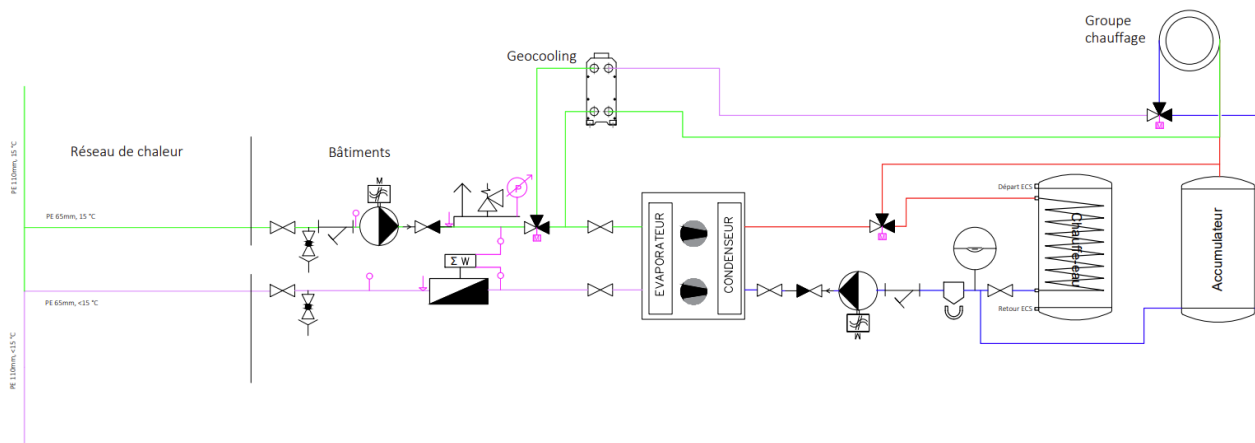 Groupe
chauffage
Geocooling
PE 110mm, 15 °C
Réseau de chaleur
Bâtiments
M
P
Départ ECS
PE 65mm, 15 °C
Σ W
EVAPORATEUR
CONDENSEUR
Chauffe-eau
Accumulateur
PE 65mm, <15 °C
Retour ECS
M
PE 110mm, <15 °C